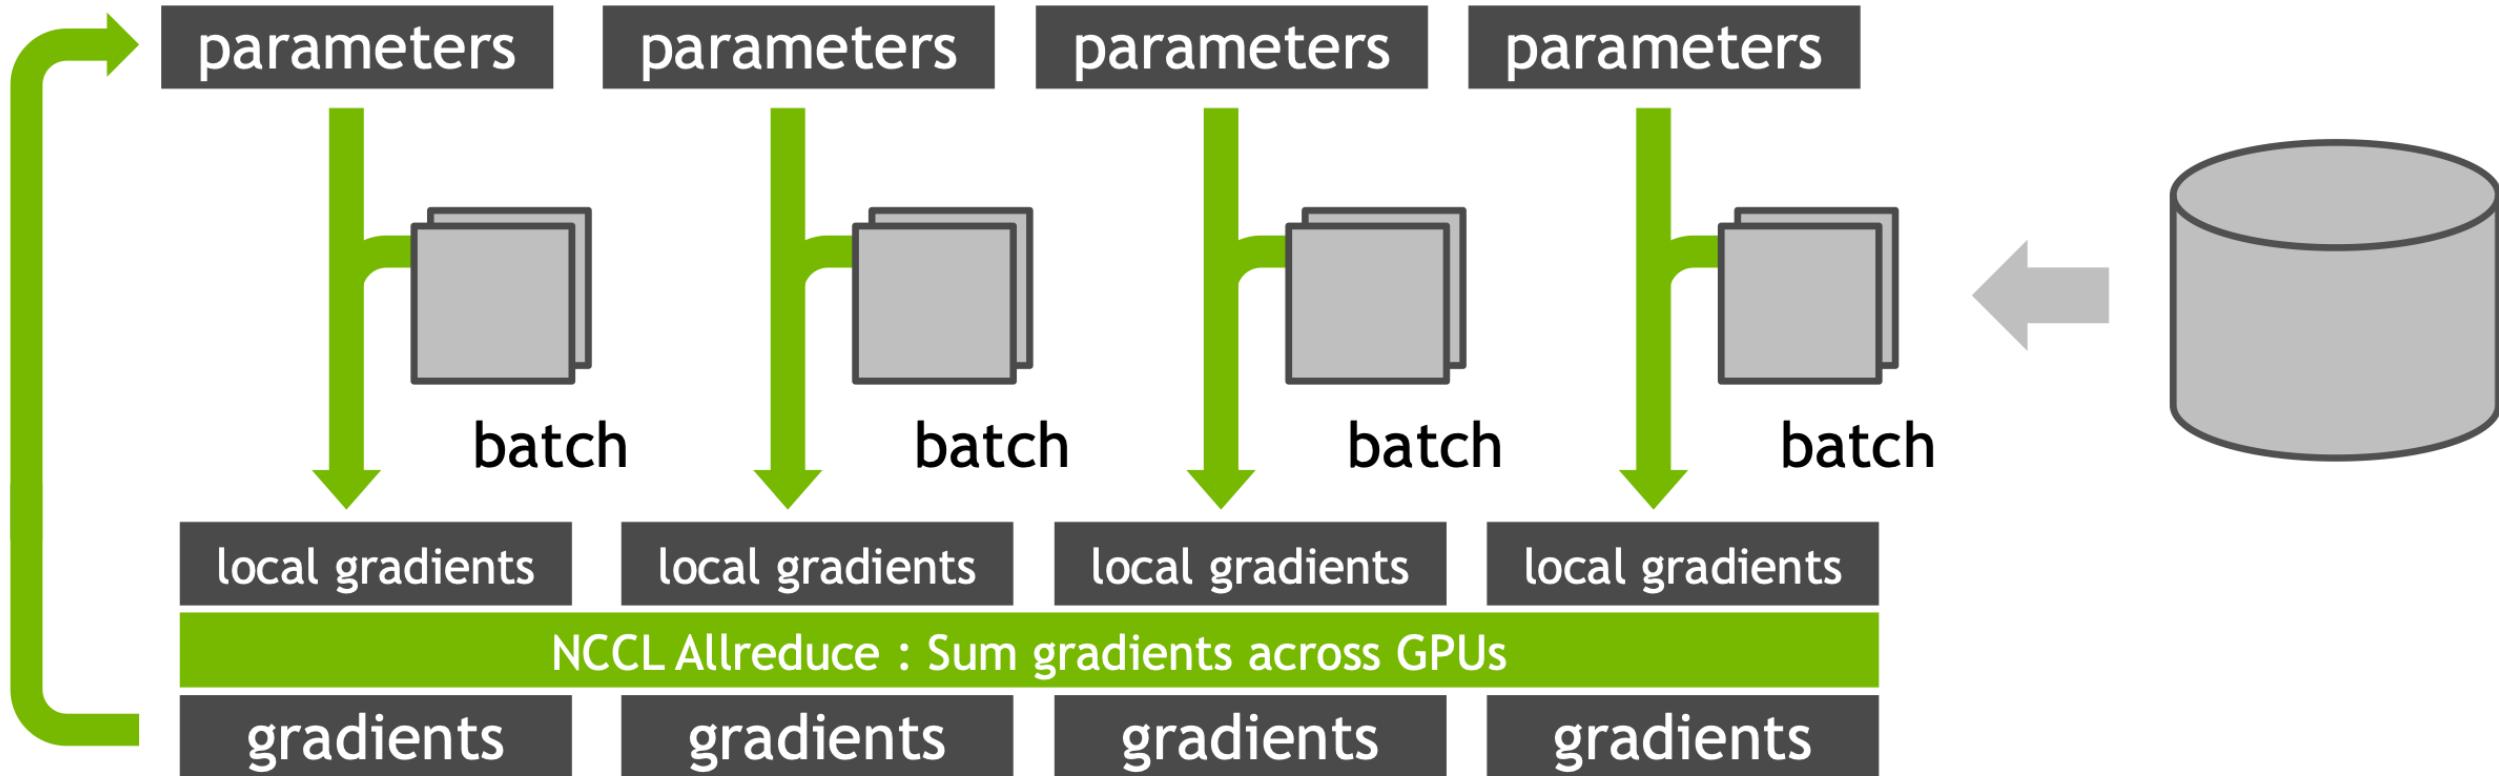 parameters parameters parameters parameters
batch batch batch batch
local gradients local gradients local gradients local gradients
NCCL Allreduce : Sum gradients across GPUs
gradients gradients gradients gradients